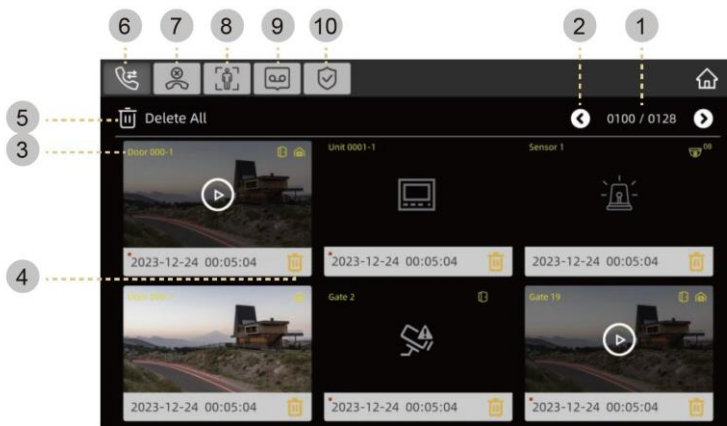 6 7 8 9 10 2 1
5 Delete All 0100 / 0128
3 Door 000-1 Unit 0001-1 Sensor 1 08
4 2023-12-24 00:05:04 2023-12-24 00:05:04 2023-12-24 00:05:04
Gate 2 Gate 19
2023-12-24 00:05:04 2023-12-24 00:05:04 2023-12-24 00:05:04